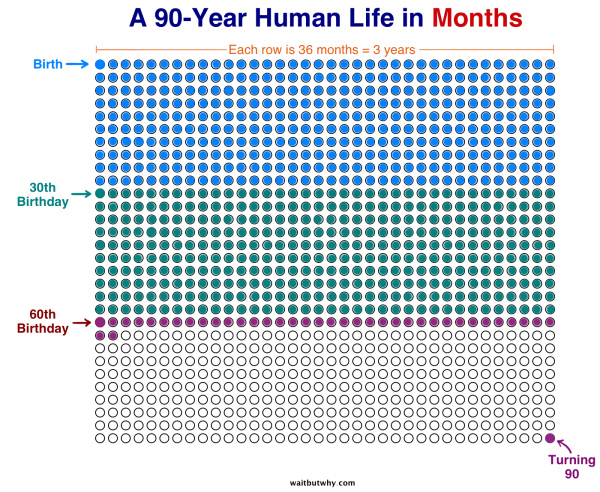 A 90-Year Human Life in Months
Each row is 36 months = 3 years
Birth
30th
Birthday
60th
Birthday
Turning
90
waitbutwhy.com